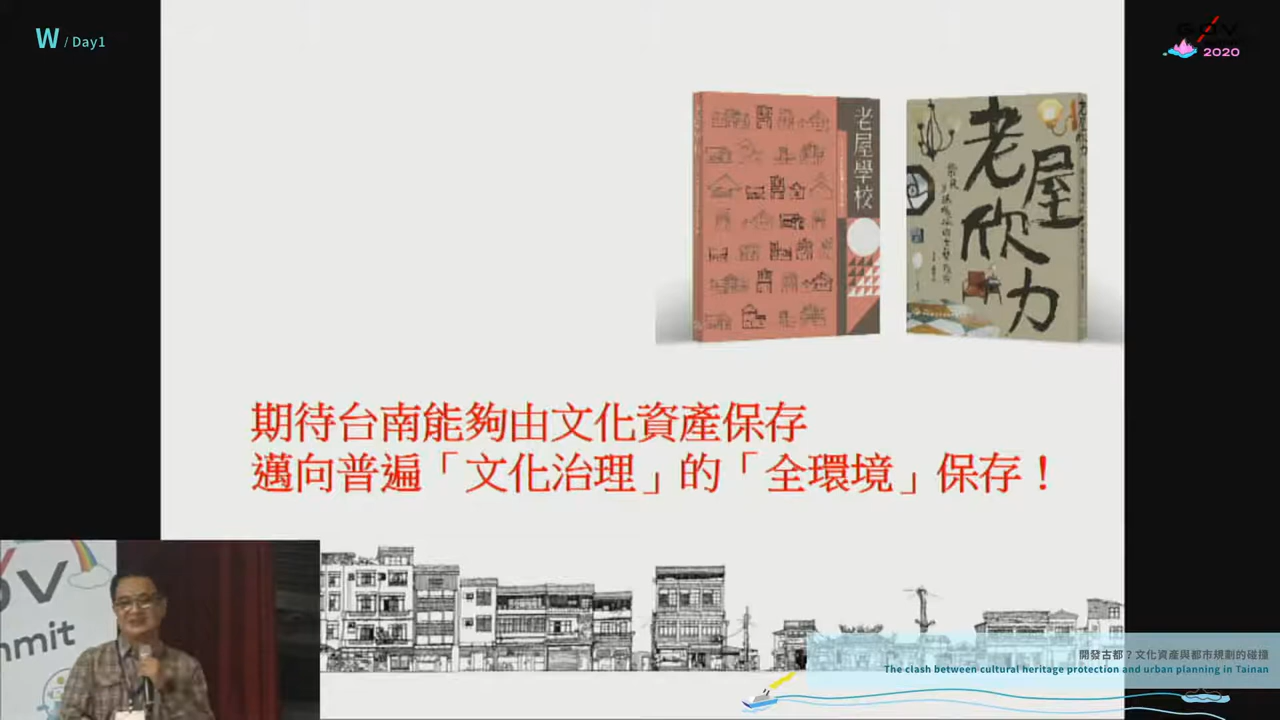 W / Day1
G0V
2020
老屋學校
老屋欣力
期待台南能夠由文化資產保存
邁向普遍「文化治理」的「全環境」保存！
開發古都？文化資產與都市規劃的碰撞
The clash between cultural heritage protection and urban planning in Tainan